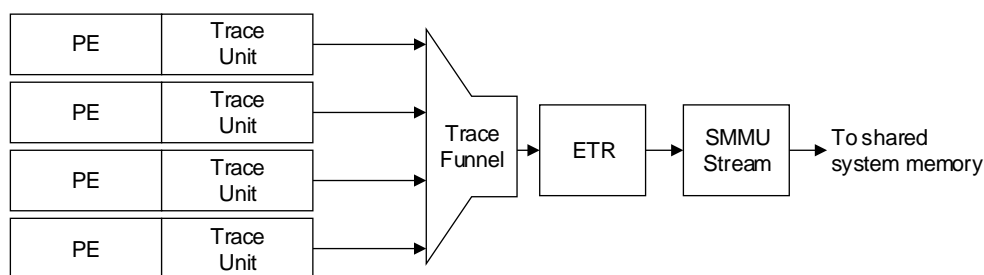 PE
Trace
Unit
PE
Trace
Unit
PE
Trace
Unit
PE
Trace
Unit
Trace
Funnel
ETR
SMMU
Stream
To shared
system memory